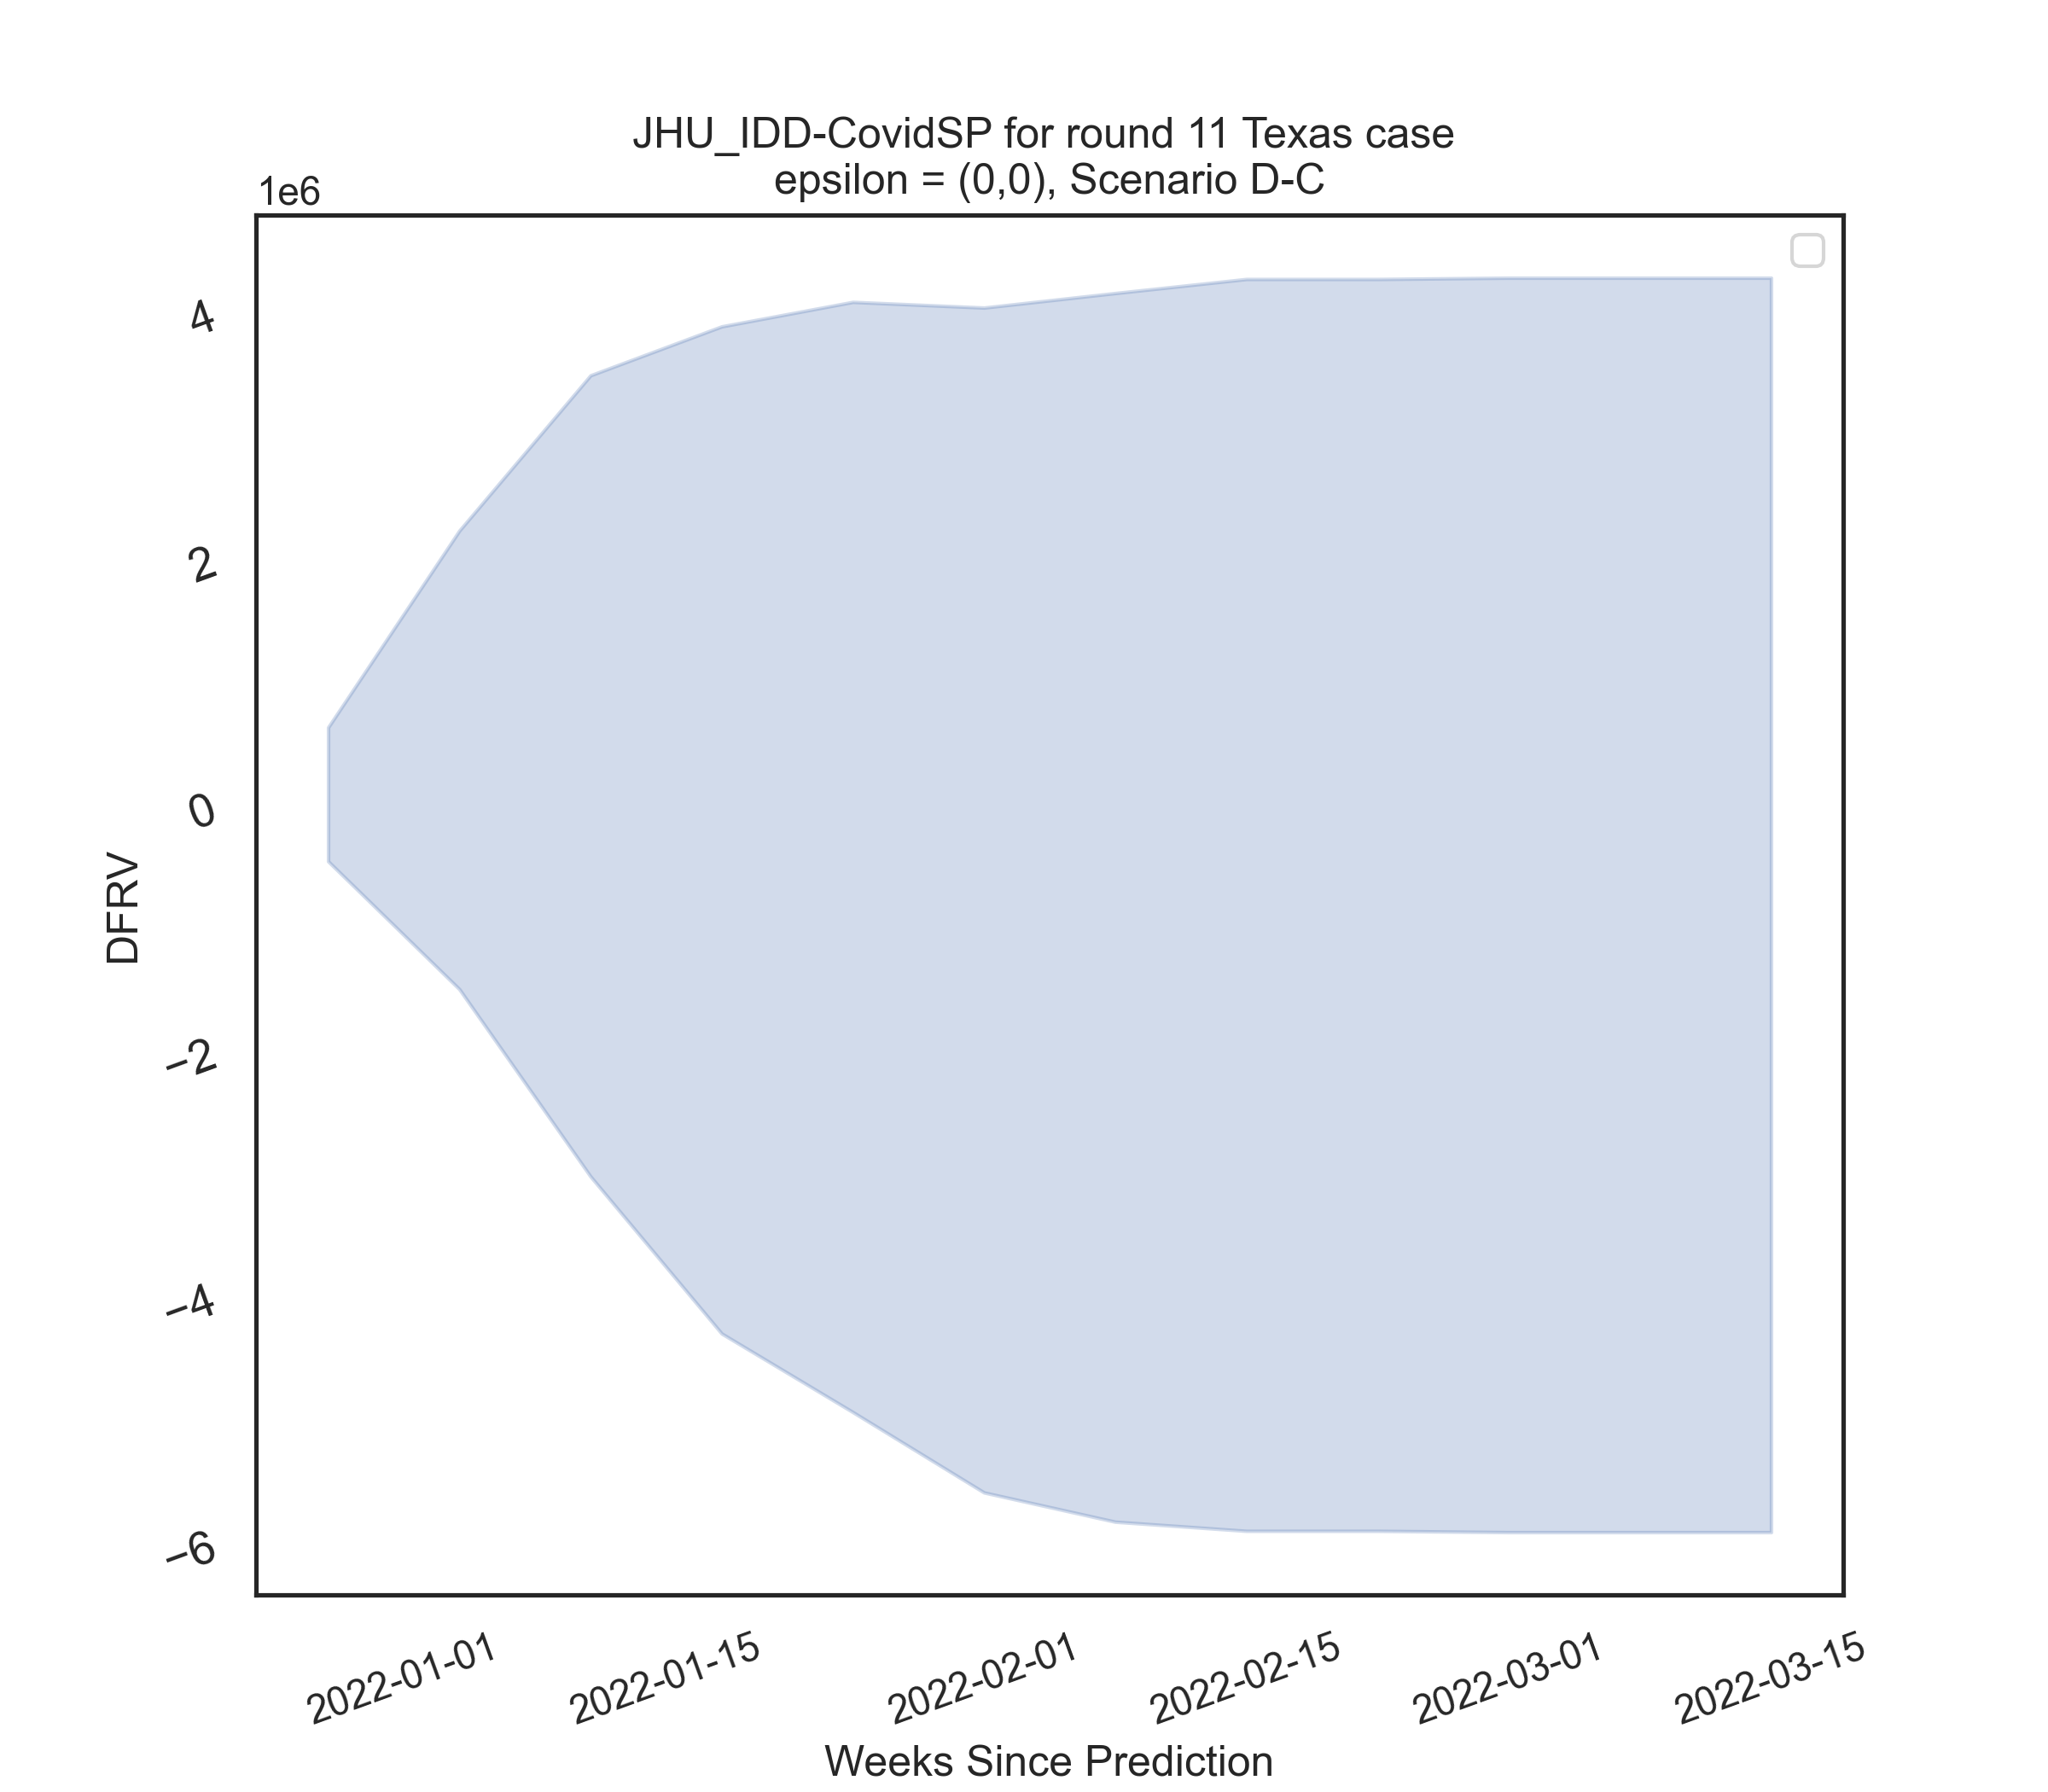 JHU_IDD-CovidSP for round 11 Texas case
epsilon = (0,0), Scenario D-C
1e6
4
2
0
−2
−4
−6
DFRV
2022-01-01
2022-01-15
2022-02-01
2022-02-15
2022-03-01
2022-03-15
Weeks Since Prediction